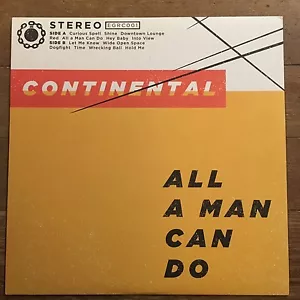 STEREO EGRC001
SIDE A Curious Spell Shine Downtown Lounge
Red All a Man Can Do Hey Baby Into View
SIDE B Let Me Know Wide Open Space
Dogfight Time Wrecking Ball Hold Me
CONTINENTAL
ALL
A MAN
CAN
DO